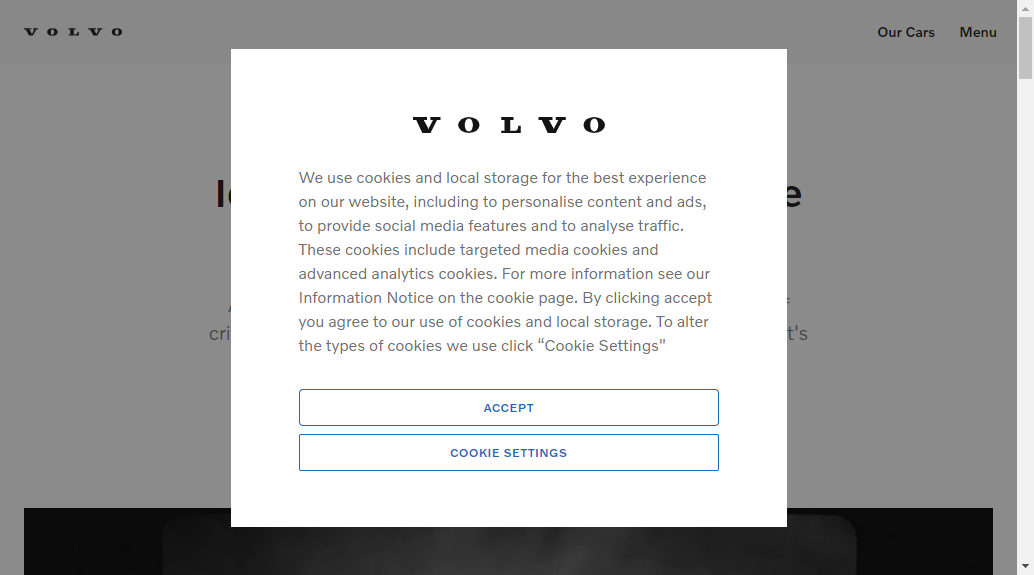 VOLVO
Our Cars
Menu
VOLVO
We use cookies and local storage for the best experience
on our website, including to personalise content and ads,
to provide social media features and to analyse traffic.
These cookies include targeted media cookies and
advanced analytics cookies. For more information see our
Information Notice on the cookie page. By clicking accept
you agree to our use of cookies and local storage. To alter
the types of cookies we use click “Cookie Settings"
ACCEPT
COOKIE SETTINGS